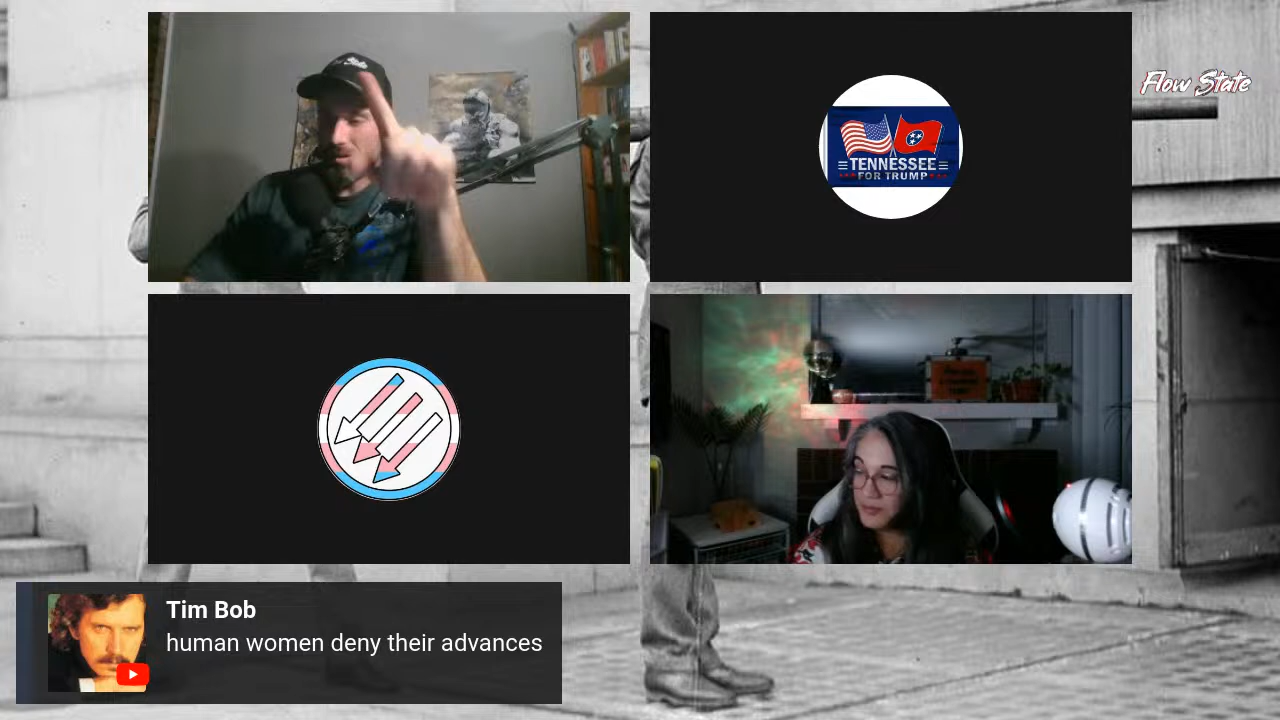 Flow State
TENNESSEE
FOR TRUMP
Tim Bob
human women deny their advances